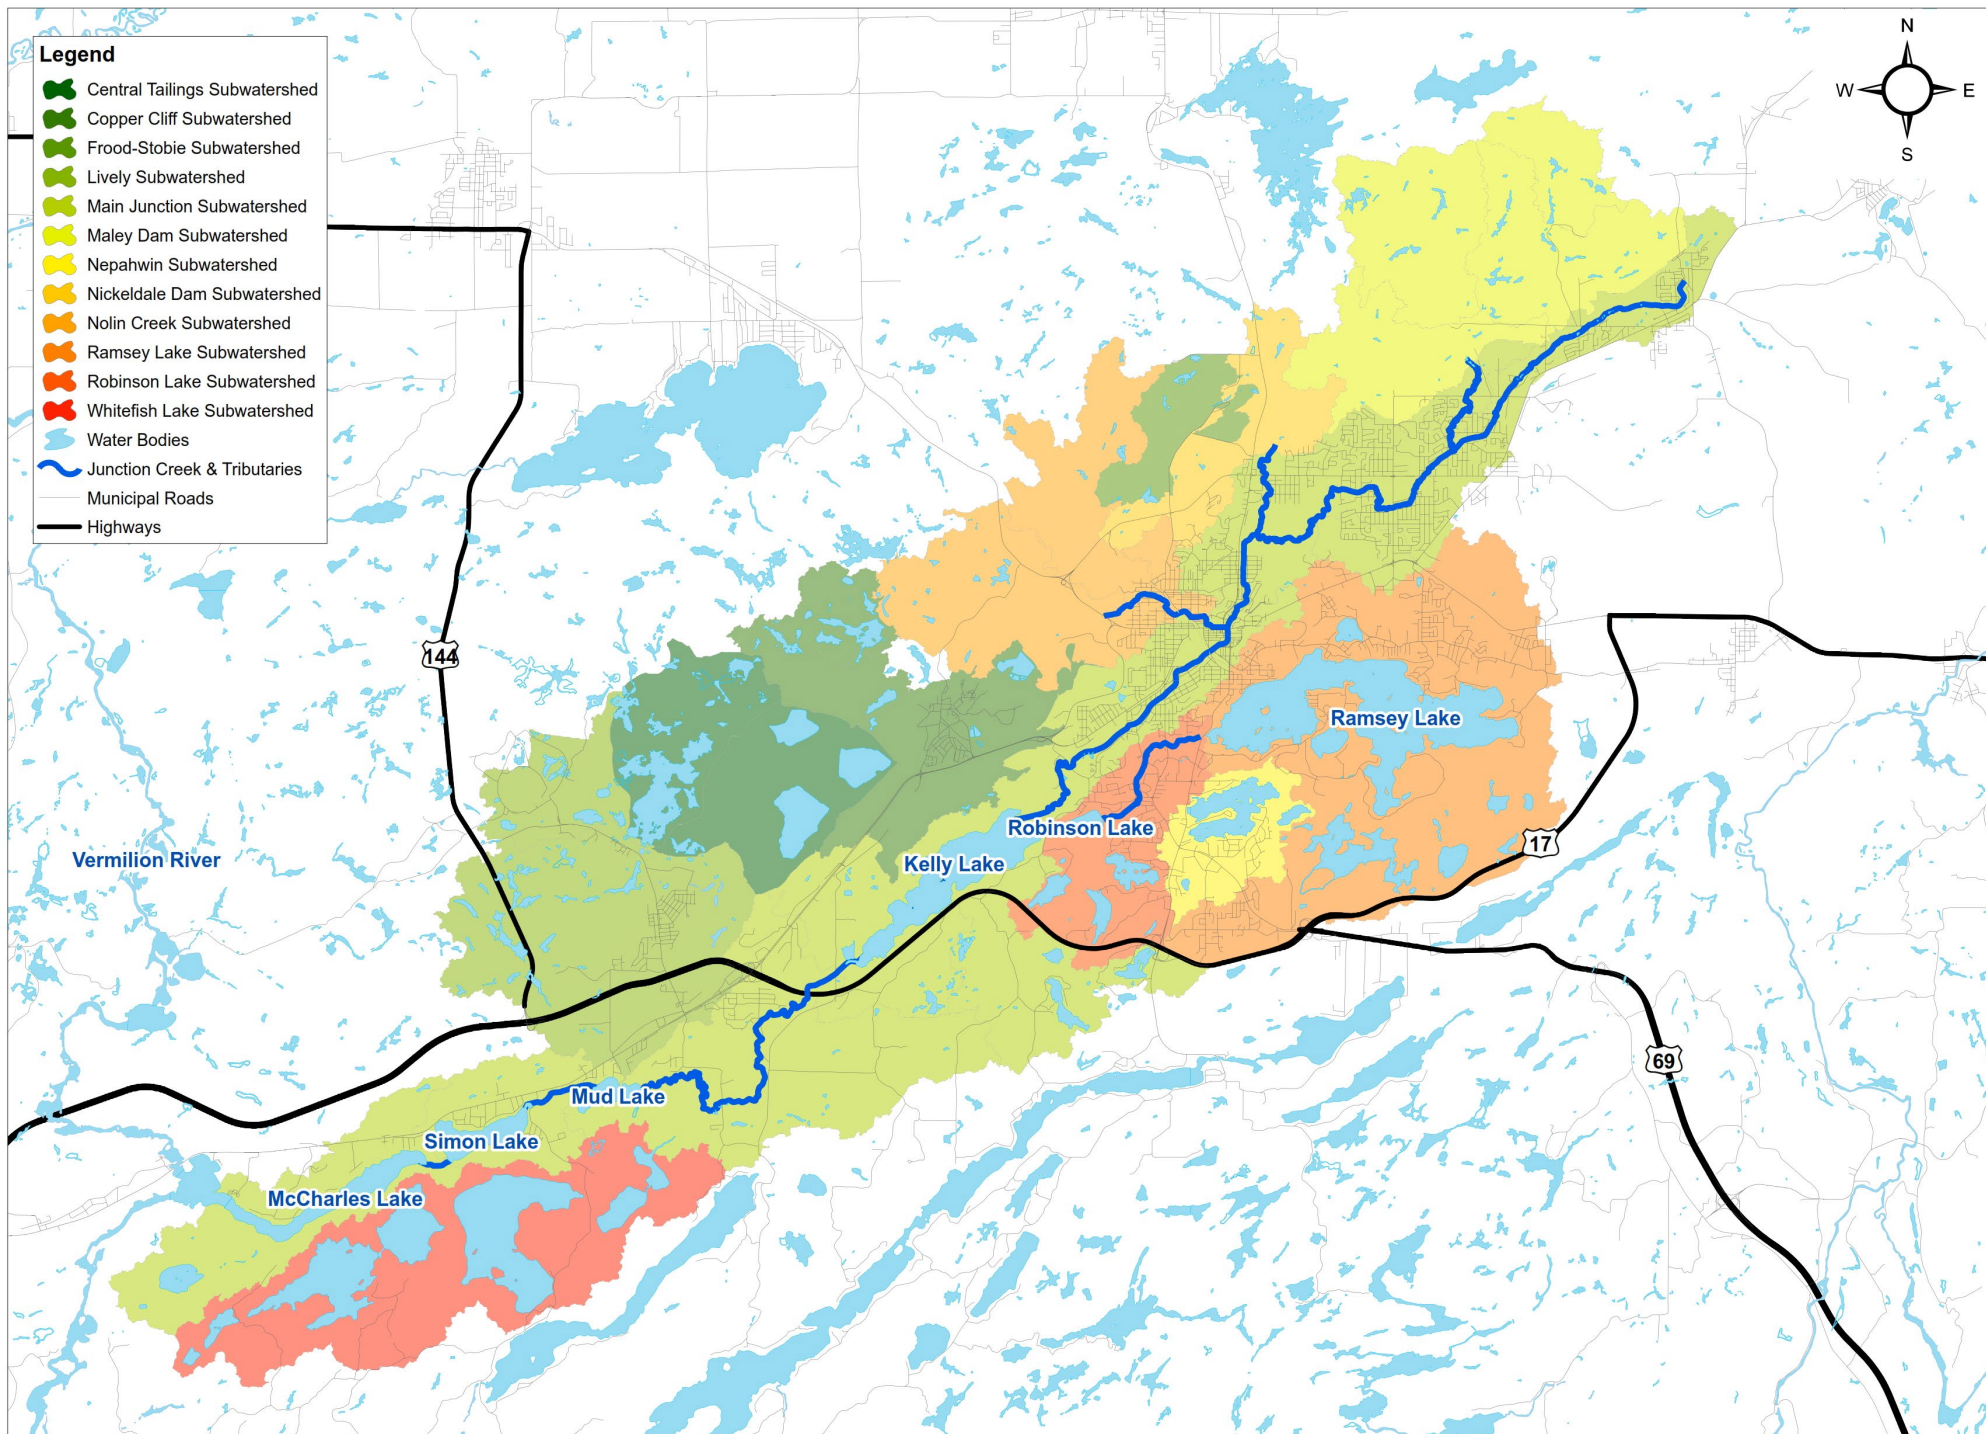 Legend
Central Tailings Subwatershed
Copper Cliff Subwatershed
Frood-Stobie Subwatershed
Lively Subwatershed
Main Junction Subwatershed
Maley Dam Subwatershed
Nepahwin Subwatershed
Nickeldale Dam Subwatershed
Nolin Creek Subwatershed
Ramsey Lake Subwatershed
Robinson Lake Subwatershed
Whitefish Lake Subwatershed
Water Bodies
Junction Creek & Tributaries
Municipal Roads
Highways
N
W E
S
144
Ramsey Lake
Robinson Lake
17
Vermilion River
Kelly Lake
69
Mud Lake
Simon Lake
McCharles Lake